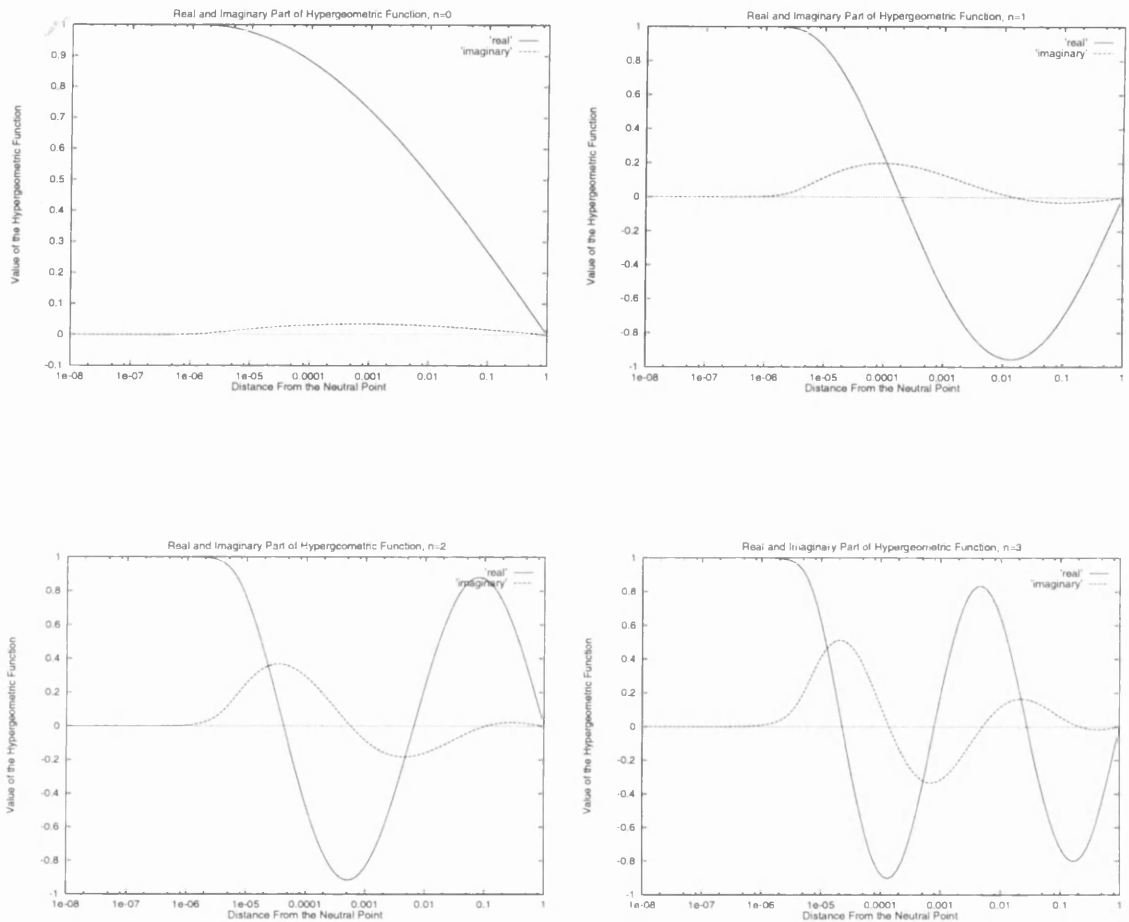 Real and Imaginary Part of Hypergeometric Function, n=0
'real'
'imaginary'
Value of the Hypergeometric Function
1
0.9
0.8
0.7
0.6
0.5
0.4
0.3
0.2
0.1
0
-0.1
1e-08 1e-07 1e-06 1e-05 0.0001 0.001 0.01 0.1 1
Distance From the Neutral Point
Real and Imaginary Part of Hypergeometric Function, n=1
'real'
'imaginary'
Value of the Hypergeometric Function
1
0.8
0.6
0.4
0.2
0
-0.2
-0.4
-0.6
-0.8
-1
1e-08 1e-07 1e-06 1e-05 0.0001 0.001 0.01 0.1 1
Distance From the Neutral Point
Real and Imaginary Part of Hypergeometric Function, n=2
'real'
'imaginary'
Value of the Hypergeometric Function
1
0.8
0.6
0.4
0.2
0
-0.2
-0.4
-0.6
-0.8
-1
1e-08 1e-07 1e-06 1e-05 0.0001 0.001 0.01 0.1 1
Distance From the Neutral Point
Real and Imaginary Part of Hypergeometric Function, n=3
'real'
'imaginary'
Value of the Hypergeometric Function
1
0.8
0.6
0.4
0.2
0
-0.2
-0.4
-0.6
-0.8
-1
1e-08 1e-07 1e-06 1e-05 0.0001 0.001 0.01 0.1 1
Distance From the Neutral Point